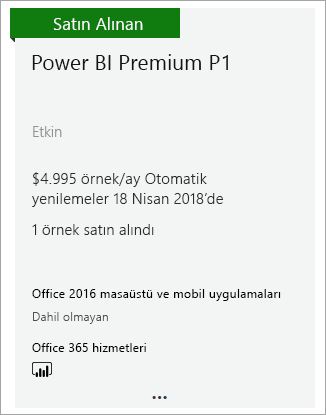 Satın Alınan
Power BI Premium P1
Etkin
$4.995 örnek/ay Otomatik
yenilemeler 18 Nisan 2018'de
1 örnek satın alındı
Office 2016 masaüstü ve mobil uygulamaları
Dahil olmayan
Office 365 hizmetleri